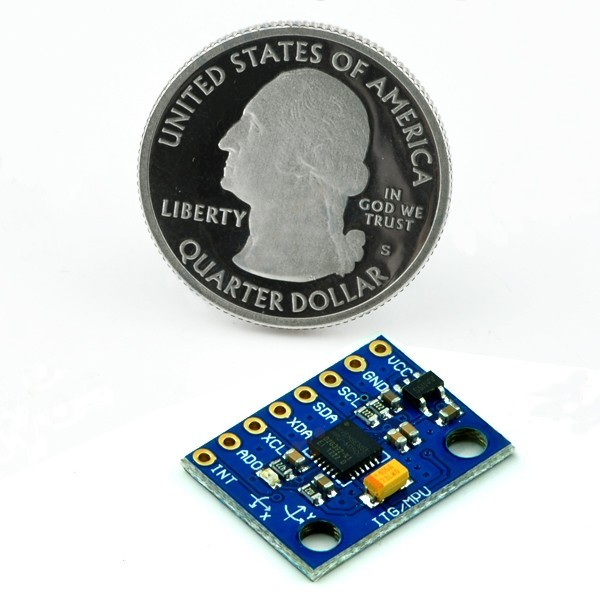 UNITED STATES OF AMERICA
LIBERTY
IN
GOD WE
TRUST
S
QUARTER DOLLAR
VCC
GND
SCL
SDA
XDA
XCL
ADO
INT
X
Y
ITG/MPU